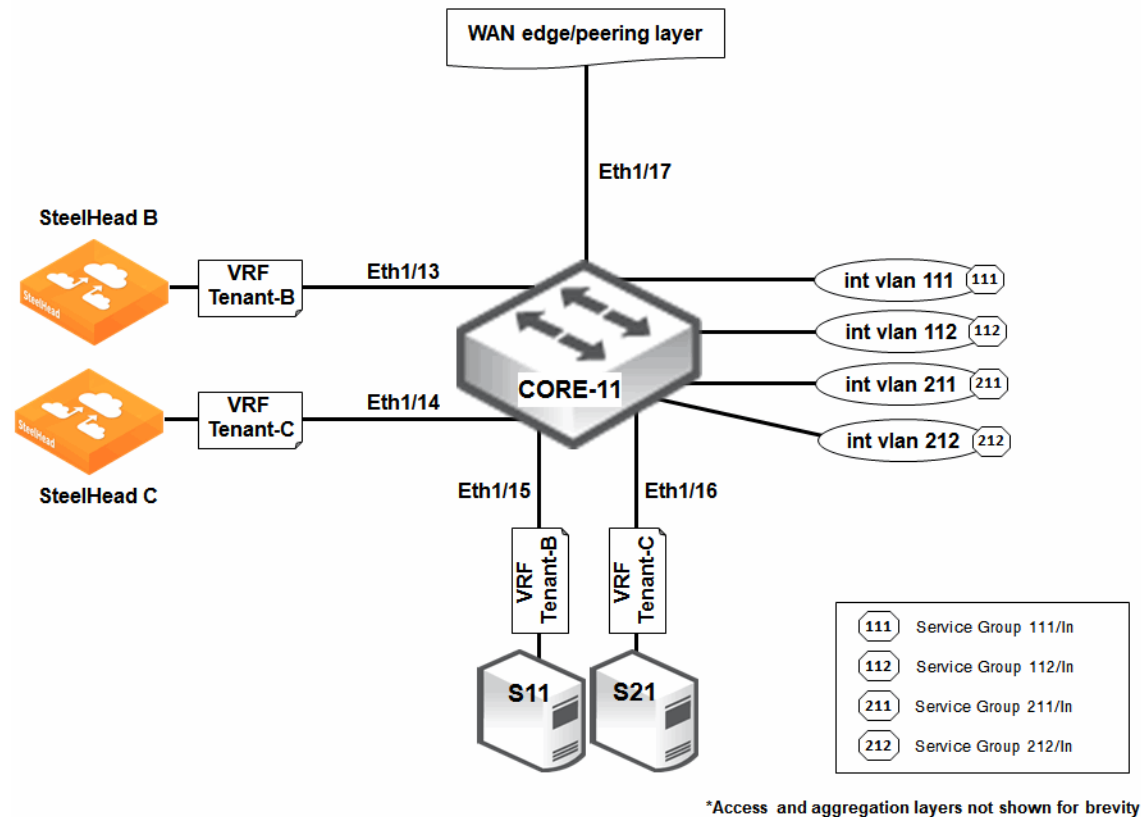 WAN edge/peering layer
Eth1/17
SteelHead B
SteelHead
VRF
Tenant-B
Eth1/13
int vlan 111
111
int vlan 112
112
CORE-11
int vlan 211
211
int vlan 212
212
SteelHead
VRF
Tenant-C
Eth1/14
SteelHead C
Eth1/15
Eth1/16
VRF
Tenant-B
VRF
Tenant-C
S11
S21
111 Service Group 111/In
112 Service Group 112/In
211 Service Group 211/In
212 Service Group 212/In
*Access and aggregation layers not shown for brevity